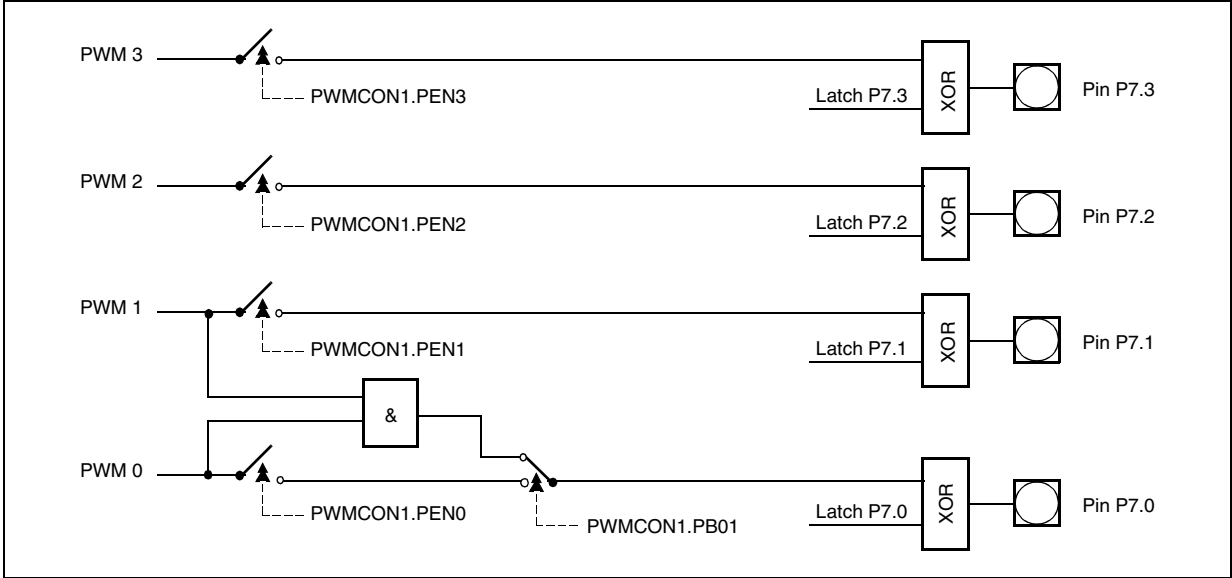 PWM 3
PWMCON1.PEN3
Latch P7.3
XOR
Pin P7.3
PWM 2
PWMCON1.PEN2
Latch P7.2
XOR
Pin P7.2
PWM 1
PWMCON1.PEN1
Latch P7.1
XOR
Pin P7.1
&
PWM 0
PWMCON1.PEN0
PWMCON1.PB01
Latch P7.0
XOR
Pin P7.0